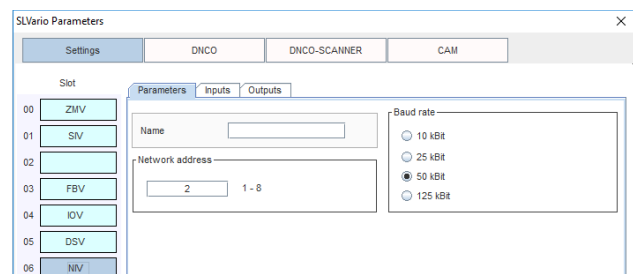 SLVario Parameters
Settings DNCO DNCO-SCANNER CAM
Slot
00 ZMV
01 SIV
02
03 FBV
04 IOV
05 DSV
06 NIV
Parameters Inputs Outputs
Name
Network address
2 1 - 8
Baud rate
10 kBit
25 kBit
50 kBit
125 kBit